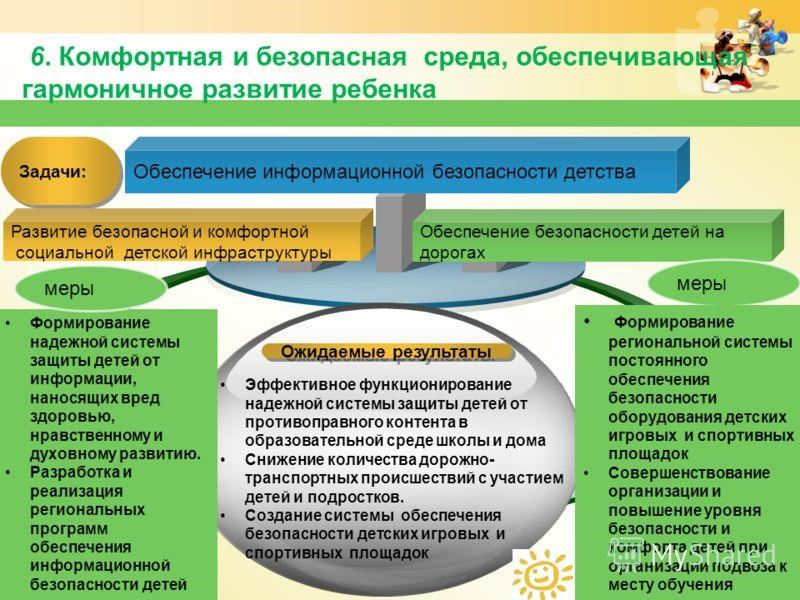 6. Комфортная и безопасная среда, обеспечивающая
гармоничное развитие ребенка
Задачи:
Обеспечение информационной безопасности детства
Развитие безопасной и комфортной
социальной детской инфраструктуры
Обеспечение безопасности детей на
дорогах
меры
меры
• Формирование
надежной системы
защиты детей от
информации,
наносящих вред
здоровью,
нравственному и
духовному развитию.
• Разработка и
реализация
региональных
программ
обеспечения
информационной
безопасности детей
Ожидаемые результаты
• Эффективное функционирование
надежной системы защиты детей от
противоправного контента в
образовательной среде школы и дома
• Снижение количества дорожно-
транспортных происшествий с участием
детей и подростков.
• Создание системы обеспечения
безопасности детских игровых и
спортивных площадок
• Формирование
региональной системы
постоянного
обеспечения
безопасности
оборудования детских
игровых и спортивных
площадок
• Совершенствование
организации и
повышение уровня
безопасности и
комфорта детей при
организации подвоза к
месту обучения
MyShared